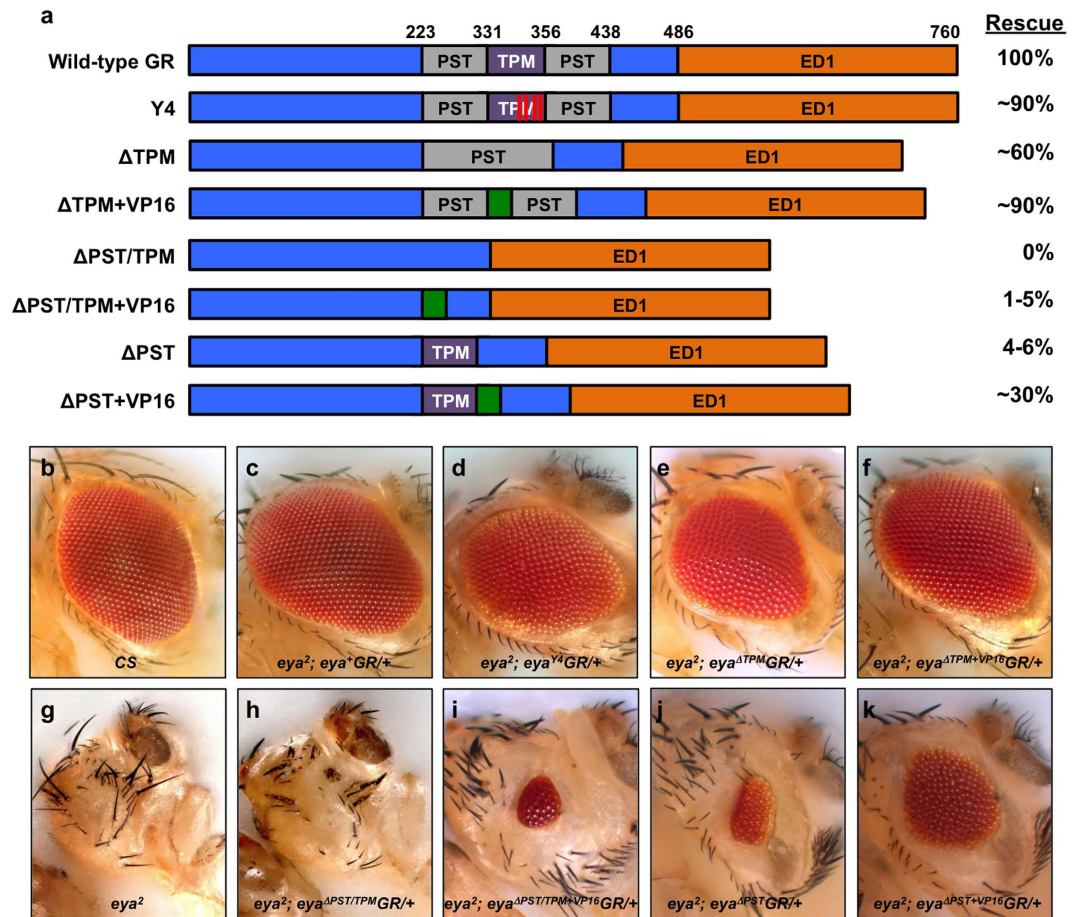 a
223 331 356 438 486 760 Rescue
Wild-type GR PST TPM PST ED1 100%
Y4 PST TPM PST ED1 ~90%
ΔTPM PST ED1 ~60%
ΔTPM+VP16 PST PST ED1 ~90%
ΔPST/TPM ED1 0%
ΔPST/TPM+VP16 ED1 1-5%
ΔPST TPM ED1 4-6%
ΔPST+VP16 TPM ED1 ~30%
b c d e f
CS eya2; eya+GR/+ eya2; eyaY4GR/+ eya2; eyaΔTPMGR/+ eya2; eyaΔTPM+VP16GR/+
g h i j k
eya2 eya2; eyaΔPST/TPMGR/+ eya2; eyaΔPST/TPM+VP16GR/+ eya2; eyaΔPSTGR/+ eya2; eyaΔPST+VP16GR/+